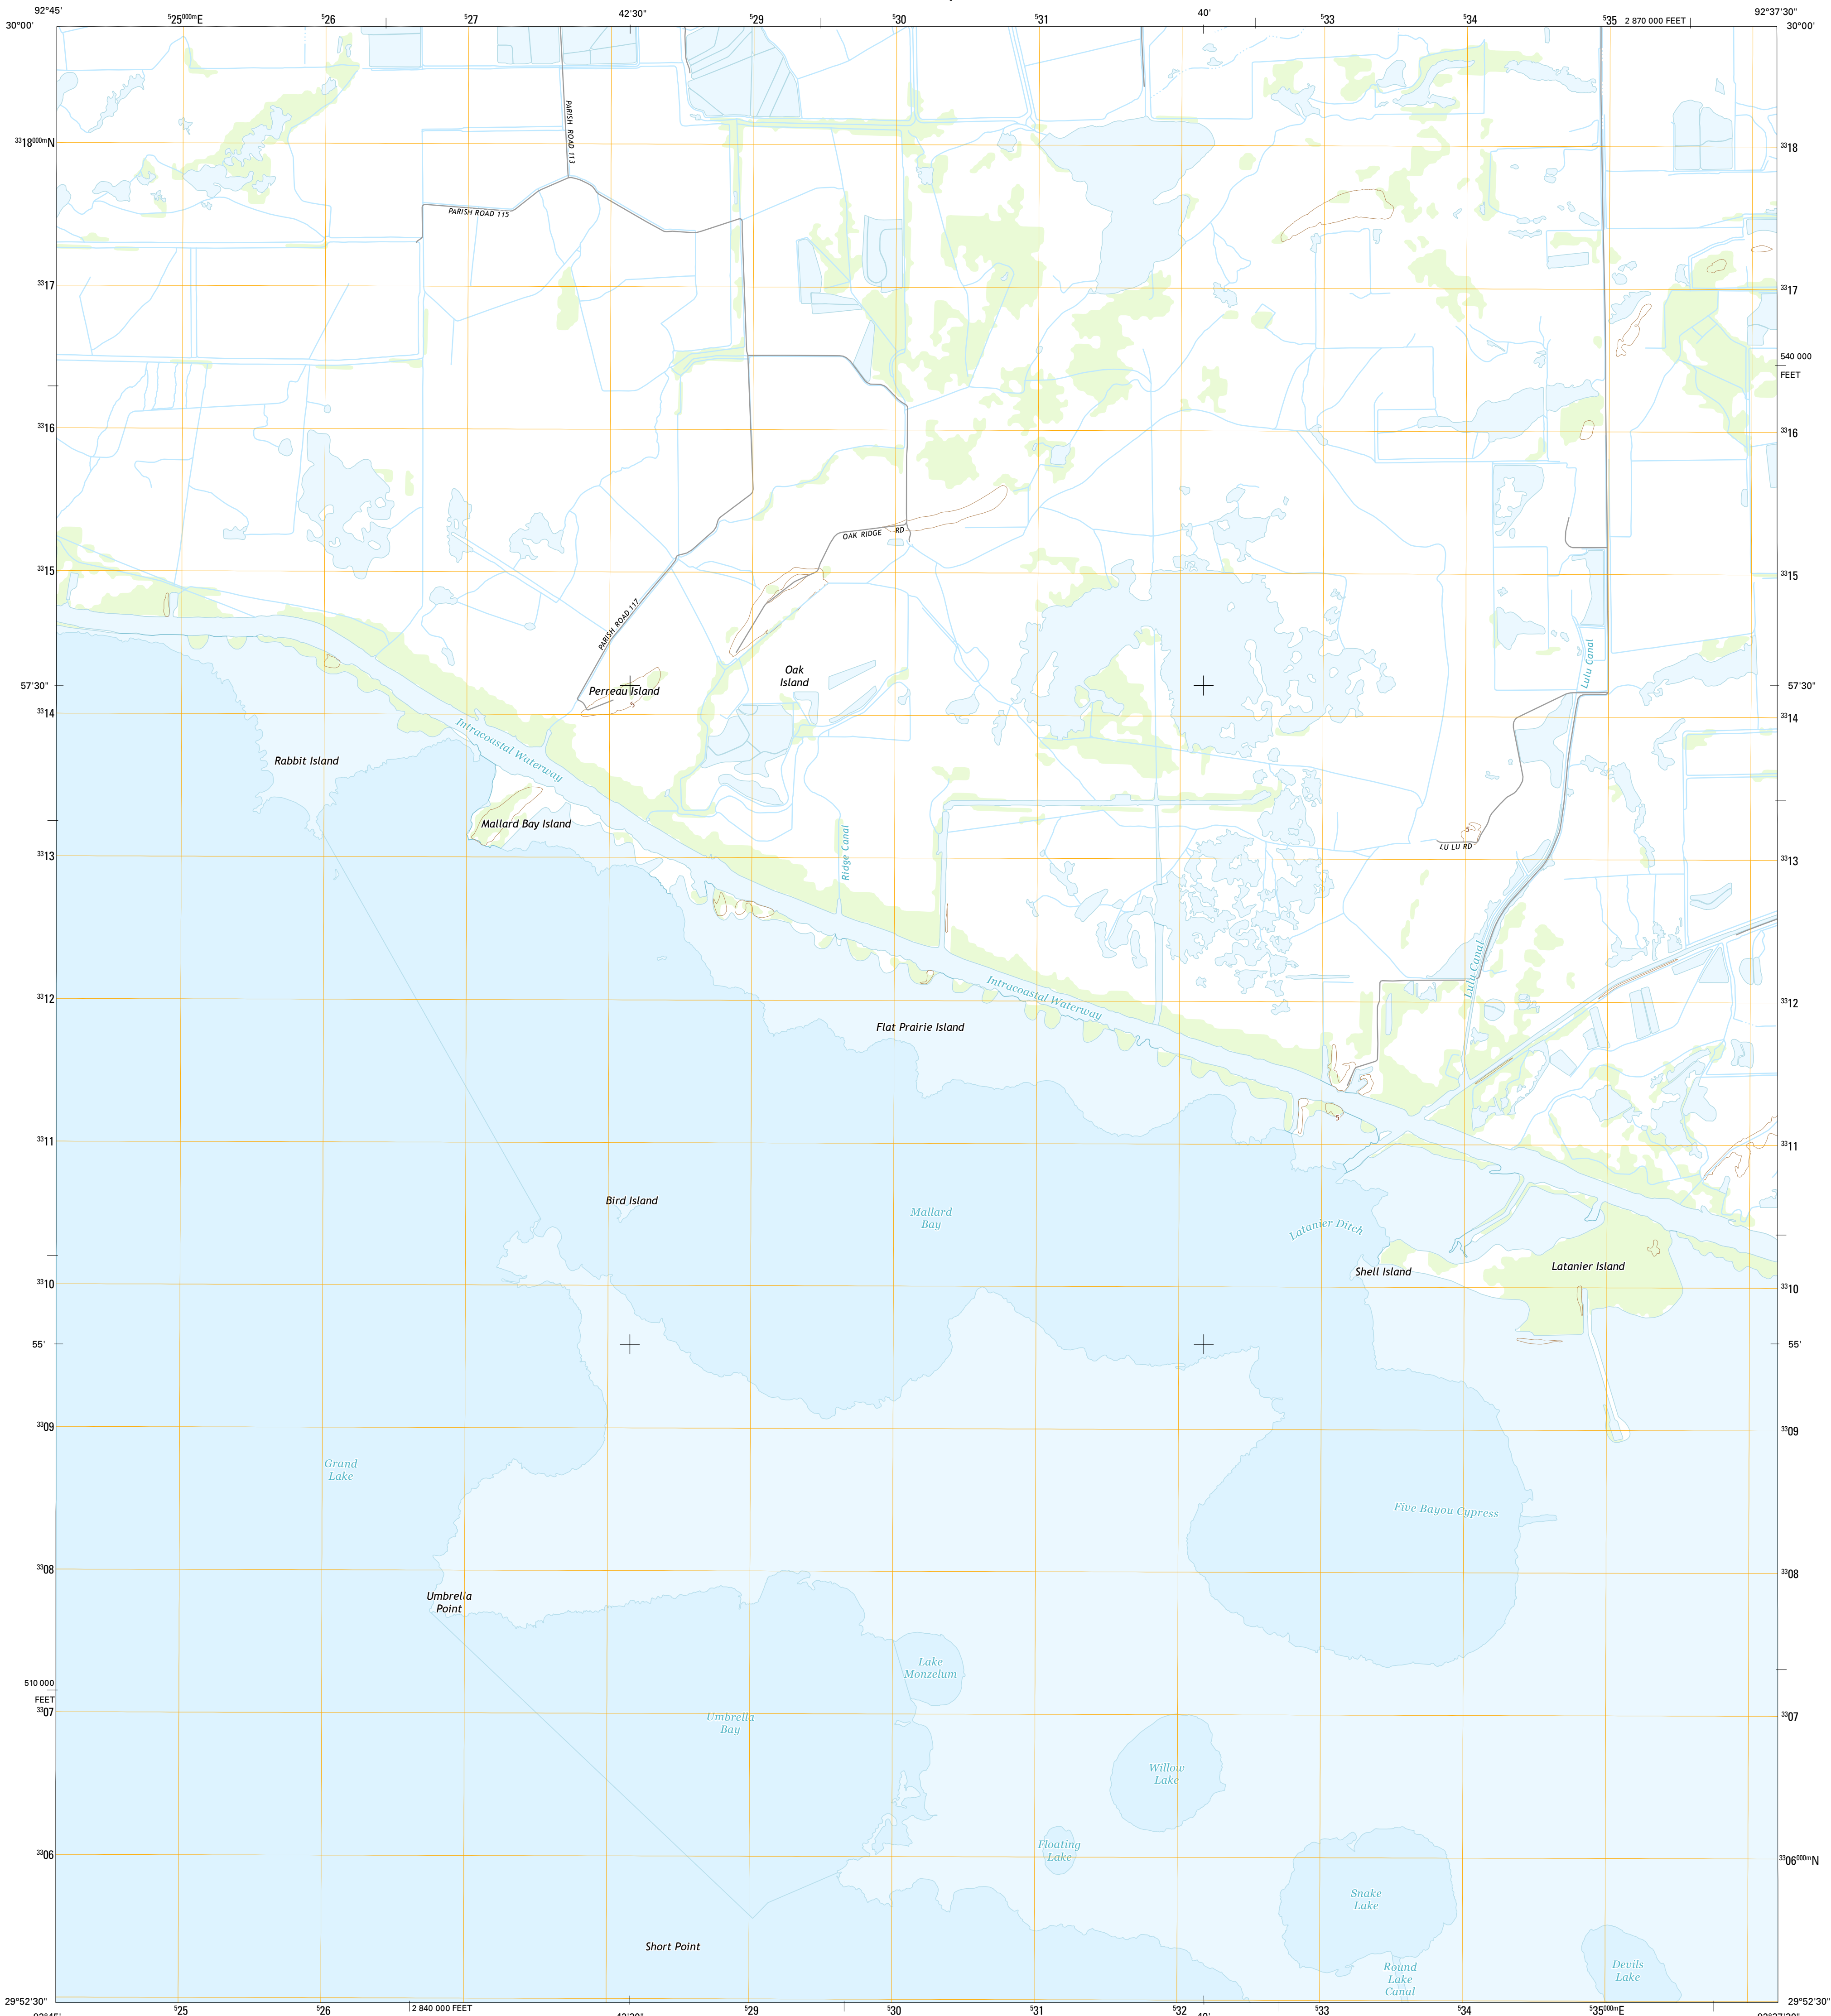 92°45' 525000mE 526 527 42'30" 529 530 531 40' 533 534 535 2 870 000 FEET 92°37'30"
30°00' 30°00'
PARISH ROAD 113
3318000mN 3318
PARISH ROAD 115
3317 3317
540 000
FEET
3316 3316
OAK RIDGE RD
3315 3315
PARISH ROAD 117
Lulu Canal
Oak
Island
57'30" Perreau Island 57'30"
5
3314 3314
Intracoastal Waterway
Rabbit Island
Mallard Bay Island
5
LU LU RD
Ridge Canal
3313 3313
Lulu Canal
Intracoastal Waterway
3312 3312
Flat Prairie Island
5
3311 3311
Bird Island
Mallard
Bay
Latanier Ditch
Shell Island
Latanier Island
3310 3310
55' 55'
3309 3309
Grand
Lake
Five Bayou Cypress
3308 3308
Umbrella
Point
Lake
Monzelum
510 000
FEET
3307 3307
Umbrella
Bay
Willow
Lake
Floating
Lake
3306 3306000mN
Snake
Lake
Short Point
Round
Lake
Canal
Devils
Lake
29°52'30" 29°52'30"
525 526 2 840 000 FEET 529 530 531 532 533 534 535000mE